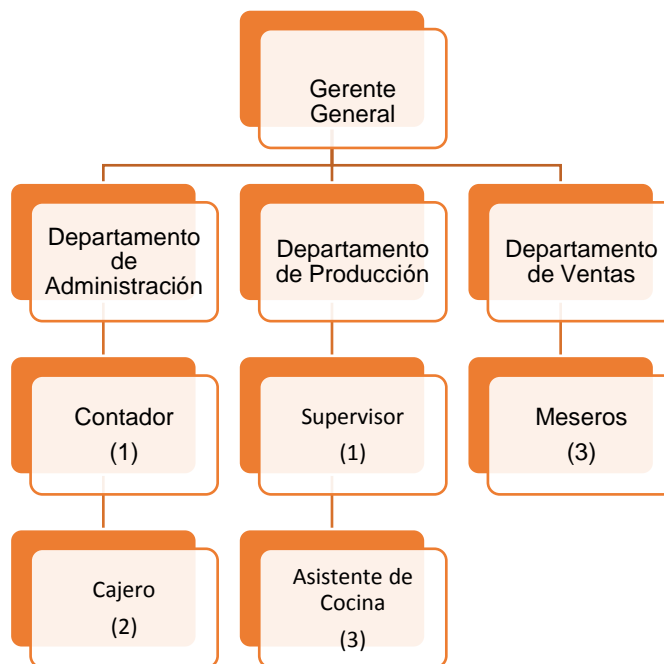 Gerente
General
Departamento
de
Administración
Departamento
de Producción
Departamento
de Ventas
Contador
(1)
Supervisor
(1)
Meseros
(3)
Cajero
(2)
Asistente de
Cocina
(3)